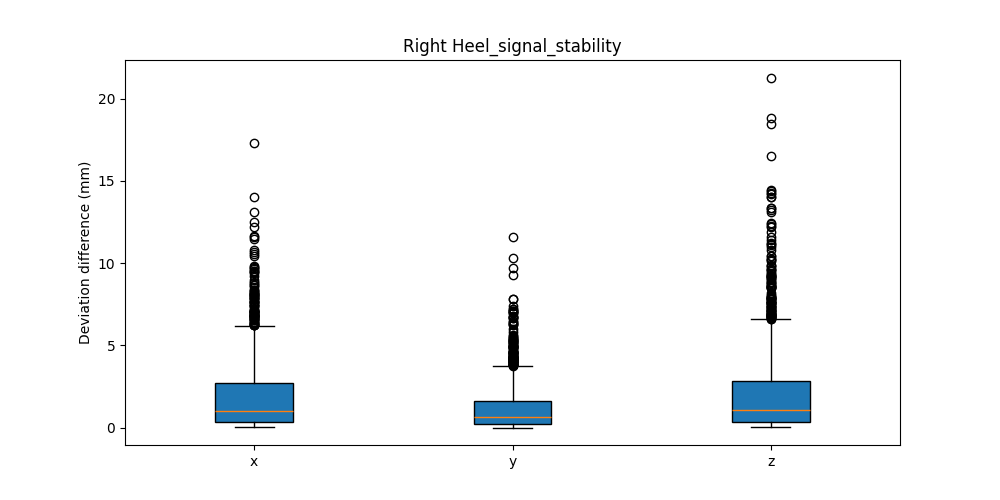 Right Heel_signal_stability
Deviation difference (mm)
20
15
10
5
0
x
y
z